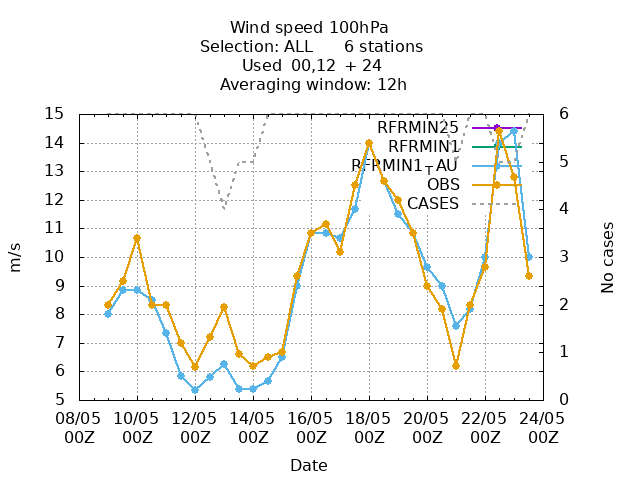 Wind speed 100hPa
Selection: ALL 6 stations
Used 00,12 + 24
Averaging window: 12h
15 6
14
13 5
12
11 4
10 3
9
8 2
7
6 1
5 0
RFRMIN25
RFRMIN1
RFRMIN1TAU
OBS
CASES
m/s
No cases
08/05 10/05 12/05 14/05 16/05 18/05 20/05 22/05 24/05
00Z 00Z 00Z 00Z 00Z 00Z 00Z 00Z 00Z
Date